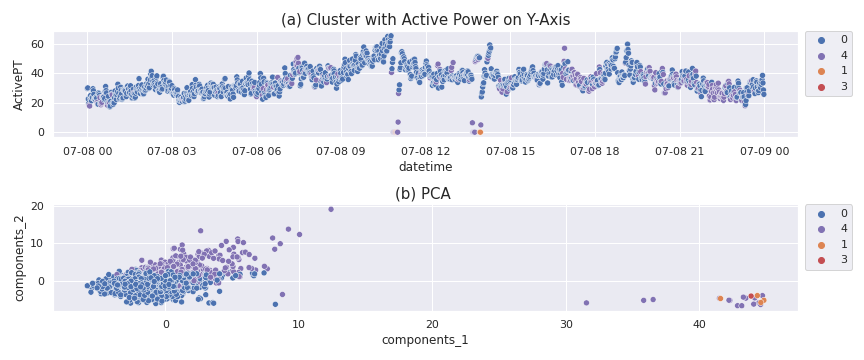 (a) Cluster with Active Power on Y-Axis
60
40
20
0
ActivePT
07-08 00 07-08 03 07-08 06 07-08 09 07-08 12 07-08 15 07-08 18 07-08 21 07-09 00
datetime
0
4
1
3
(b) PCA
20
10
0
components_2
0 10 20 30 40
components_1
0
4
1
3